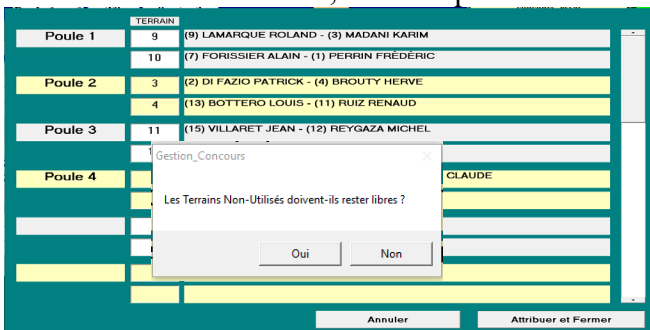 TERRAIN
Poule 1 9 (9) LAMARQUE ROLAND - (3) MADANI KARIM
10 (7) FORISSIER ALAIN - (1) PERRIN FRÉDÉRIC
Poule 2 3 (2) DI FAZIO PATRICK - (4) BROUTY HERVE
4 (13) BOTTERO LOUIS - (11) RUIZ RENAUD
Poule 3 11 (15) VILLARET JEAN - (12) REYGAZA MICHEL
Gestion_Concours
Poule 4 CLAUDE
Les Terrains Non-Utilisés doivent-ils rester libres ?
Oui Non
Annuler Attribuer et Fermer